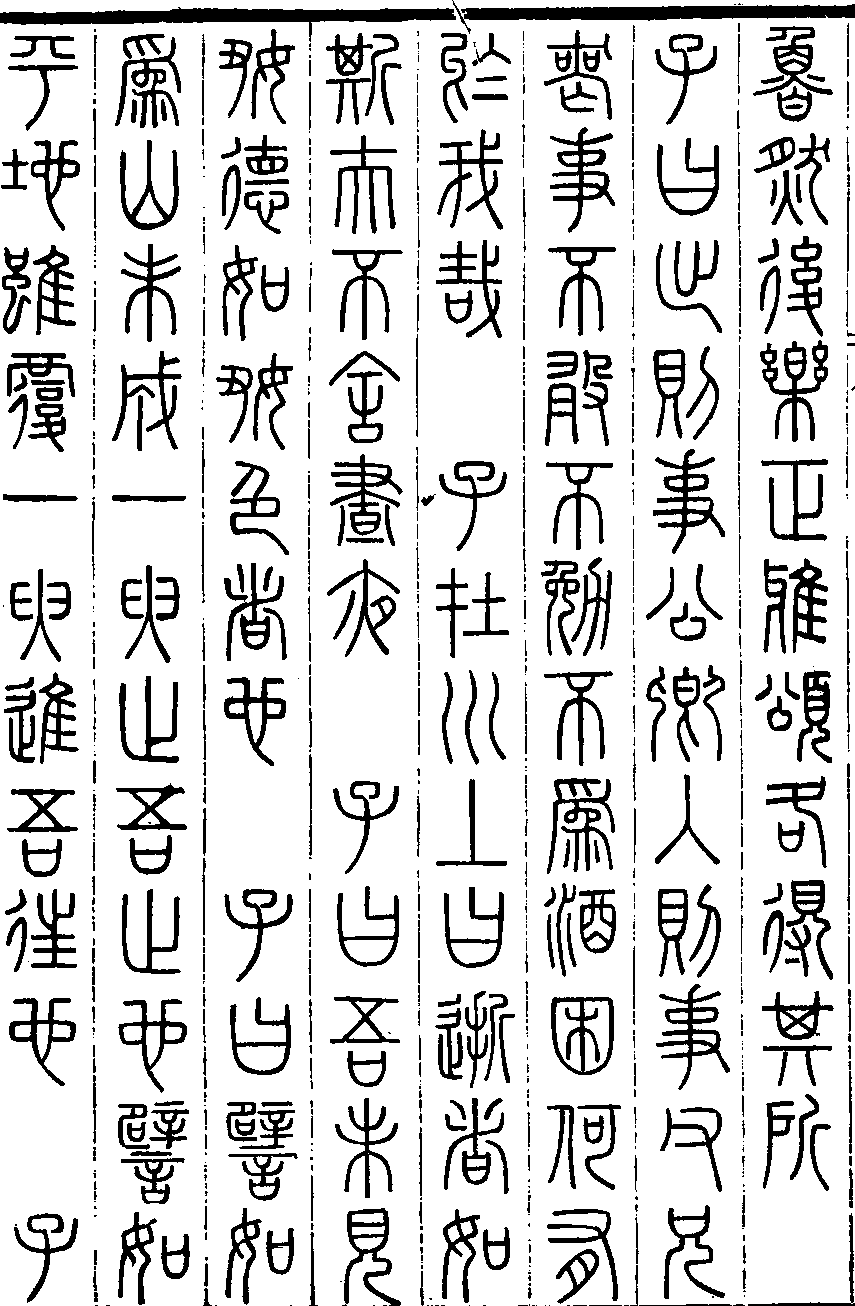 魯然後樂正雅頌各得其所
子曰出則事公卿入則事父兄
喪事不敢不勉不爲酒困何有
於我哉 子在川上曰逝者如
斯夫不舍晝夜 子曰吾未見
好德如好色者也 子曰譬如
爲山未成一簣止吾止也譬如
平地雖覆一簣進吾往也 子